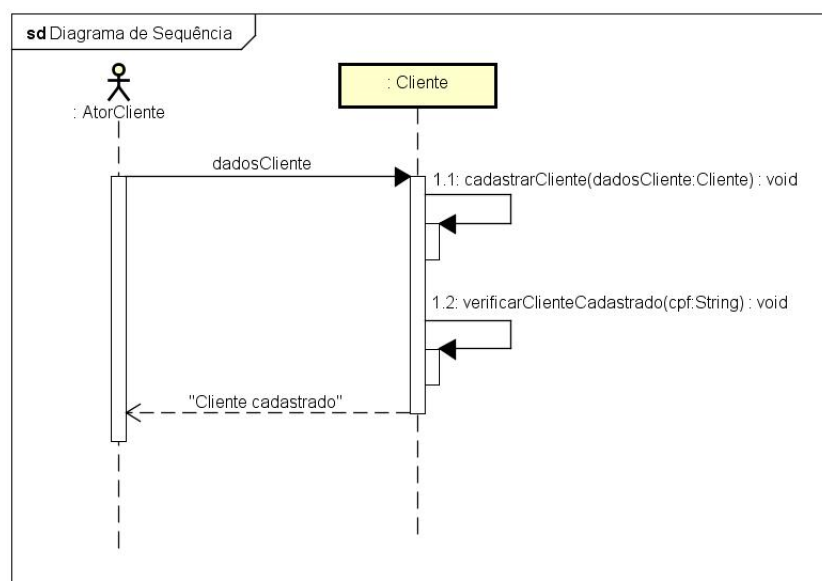 sd Diagrama de Sequência
: AtorCliente
: Cliente
dadosCliente
1.1: cadastrarCliente(dadosCliente:Cliente) : void
1.2: verificarClienteCadastrado(cpf:String) : void
"Cliente cadastrado"